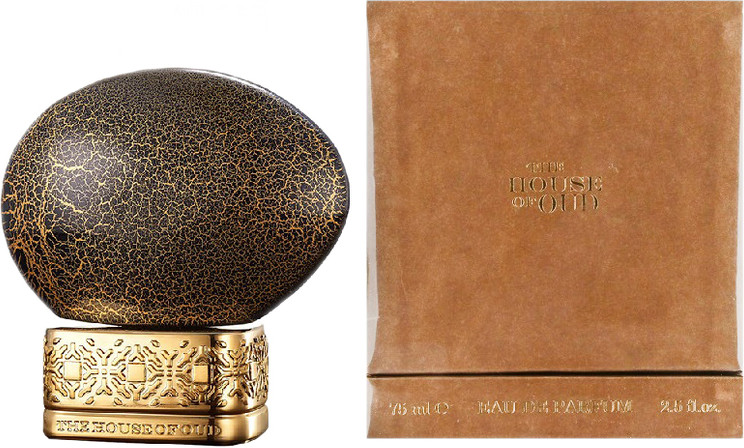 THE HOUSE OF OUD
THE
HOUSE
OF OUD
75 ml ℮ EAU DE PARFUM 2.5 fl.oz.